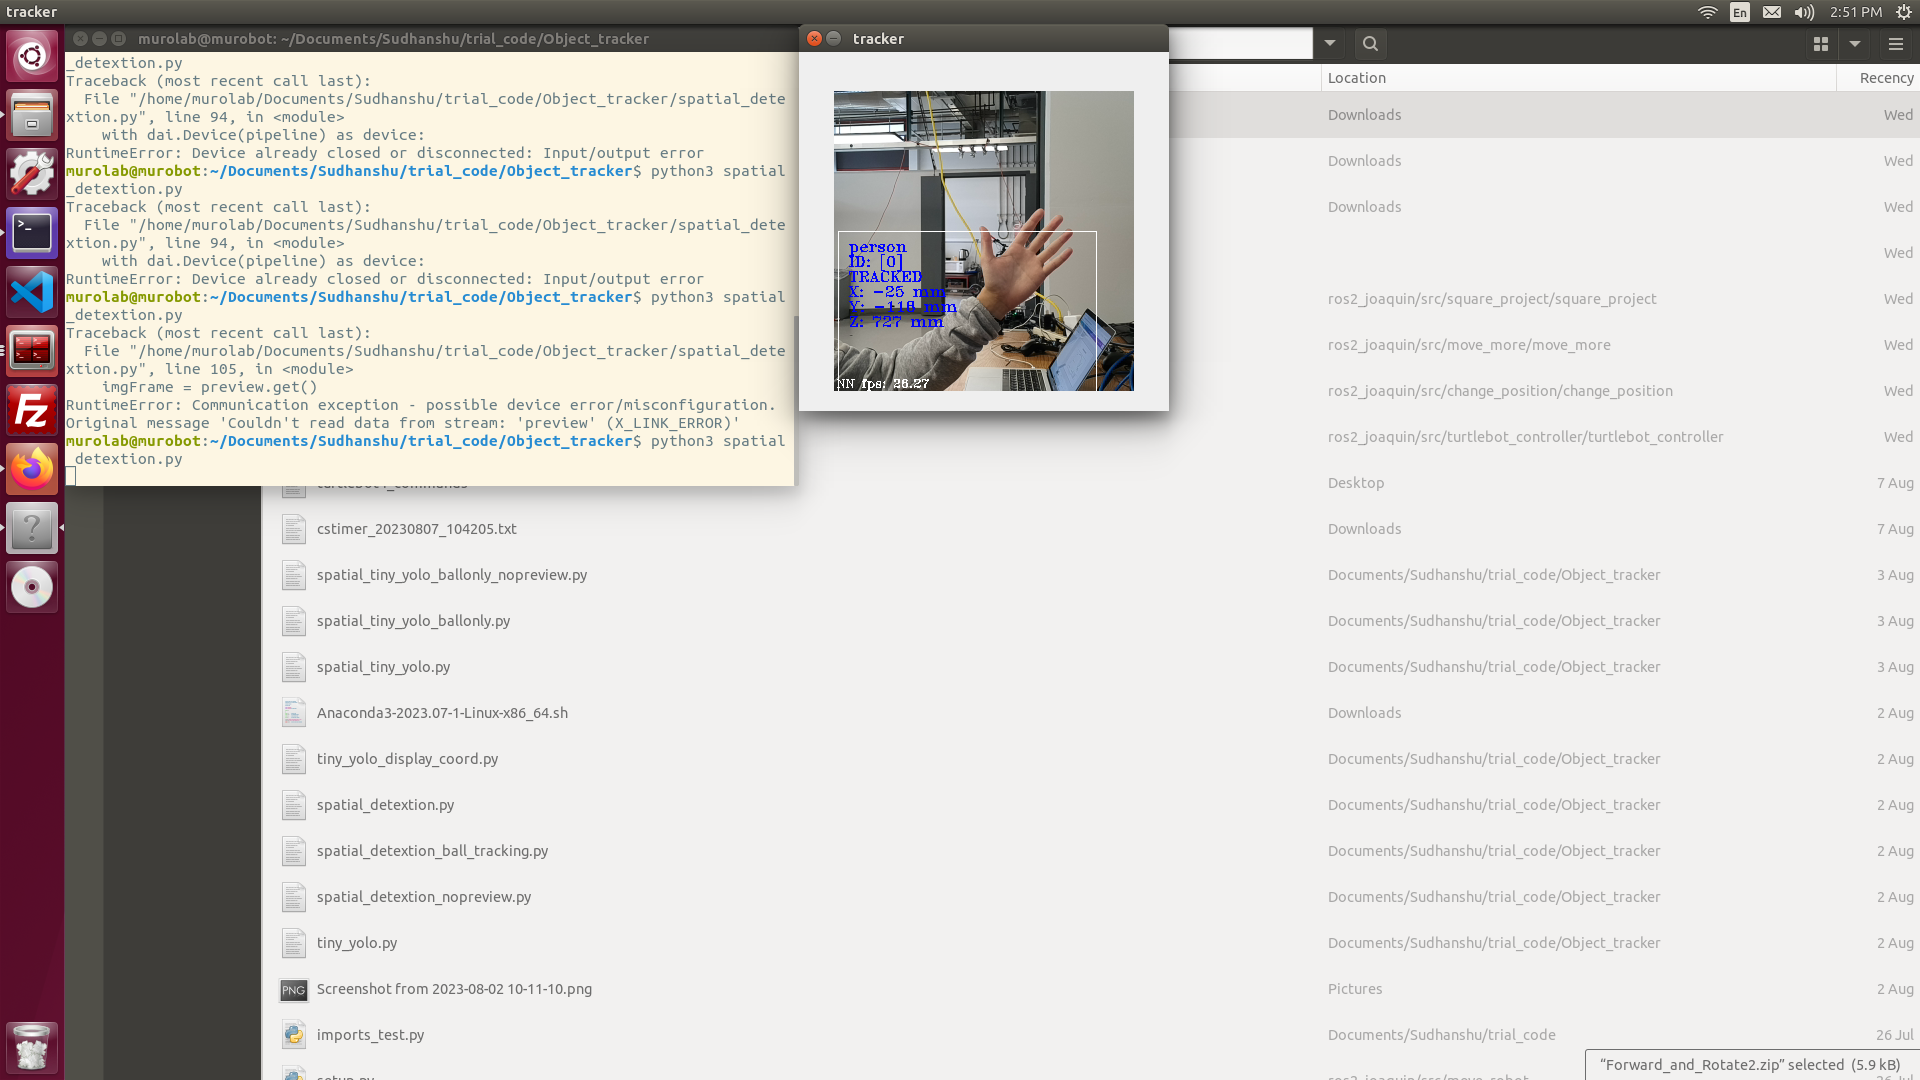 tracker
En
2:51 PM
murolab@murobot: ~/Documents/Sudhanshu/trial_code/Object_tracker
_detextion.py
Traceback (most recent call last):
  File "/home/murolab/Documents/Sudhanshu/trial_code/Object_tracker/spatial_dete
xtion.py", line 94, in <module>
    with dai.Device(pipeline) as device:
RuntimeError: Device already closed or disconnected: Input/output error
murolab@murobot:~/Documents/Sudhanshu/trial_code/Object_tracker$ python3 spatial
_detextion.py
Traceback (most recent call last):
  File "/home/murolab/Documents/Sudhanshu/trial_code/Object_tracker/spatial_dete
xtion.py", line 94, in <module>
    with dai.Device(pipeline) as device:
RuntimeError: Device already closed or disconnected: Input/output error
murolab@murobot:~/Documents/Sudhanshu/trial_code/Object_tracker$ python3 spatial
_detextion.py
Traceback (most recent call last):
  File "/home/murolab/Documents/Sudhanshu/trial_code/Object_tracker/spatial_dete
xtion.py", line 105, in <module>
    imgFrame = preview.get()
RuntimeError: Communication exception - possible device error/misconfiguration.
Original message 'Couldn't read data from stream: 'preview' (X_LINK_ERROR)'
murolab@murobot:~/Documents/Sudhanshu/trial_code/Object_tracker$ python3 spatial
_detextion.py
tracker
person
ID: [0]
TRACKED
X: -25 mm
Y: -118 mm
Z: 727 mm
NN fps: 26.27
Location Recency
Downloads Wed
Downloads Wed
Downloads Wed
Wed
ros2_joaquin/src/square_project/square_project Wed
ros2_joaquin/src/move_more/move_more Wed
ros2_joaquin/src/change_position/change_position Wed
ros2_joaquin/src/turtlebot_controller/turtlebot_controller Wed
Desktop 7 Aug
cstimer_20230807_104205.txt Downloads 7 Aug
spatial_tiny_yolo_ballonly_nopreview.py Documents/Sudhanshu/trial_code/Object_tracker 3 Aug
spatial_tiny_yolo_ballonly.py Documents/Sudhanshu/trial_code/Object_tracker 3 Aug
spatial_tiny_yolo.py Documents/Sudhanshu/trial_code/Object_tracker 3 Aug
Anaconda3-2023.07-1-Linux-x86_64.sh Downloads 2 Aug
tiny_yolo_display_coord.py Documents/Sudhanshu/trial_code/Object_tracker 2 Aug
spatial_detextion.py Documents/Sudhanshu/trial_code/Object_tracker 2 Aug
spatial_detextion_ball_tracking.py Documents/Sudhanshu/trial_code/Object_tracker 2 Aug
spatial_detextion_nopreview.py Documents/Sudhanshu/trial_code/Object_tracker 2 Aug
tiny_yolo.py Documents/Sudhanshu/trial_code/Object_tracker 2 Aug
PNG Screenshot from 2023-08-02 10-11-10.png Pictures 2 Aug
imports_test.py Documents/Sudhanshu/trial_code 26 Jul
“Forward_and_Rotate2.zip” selected (5.9 kB)